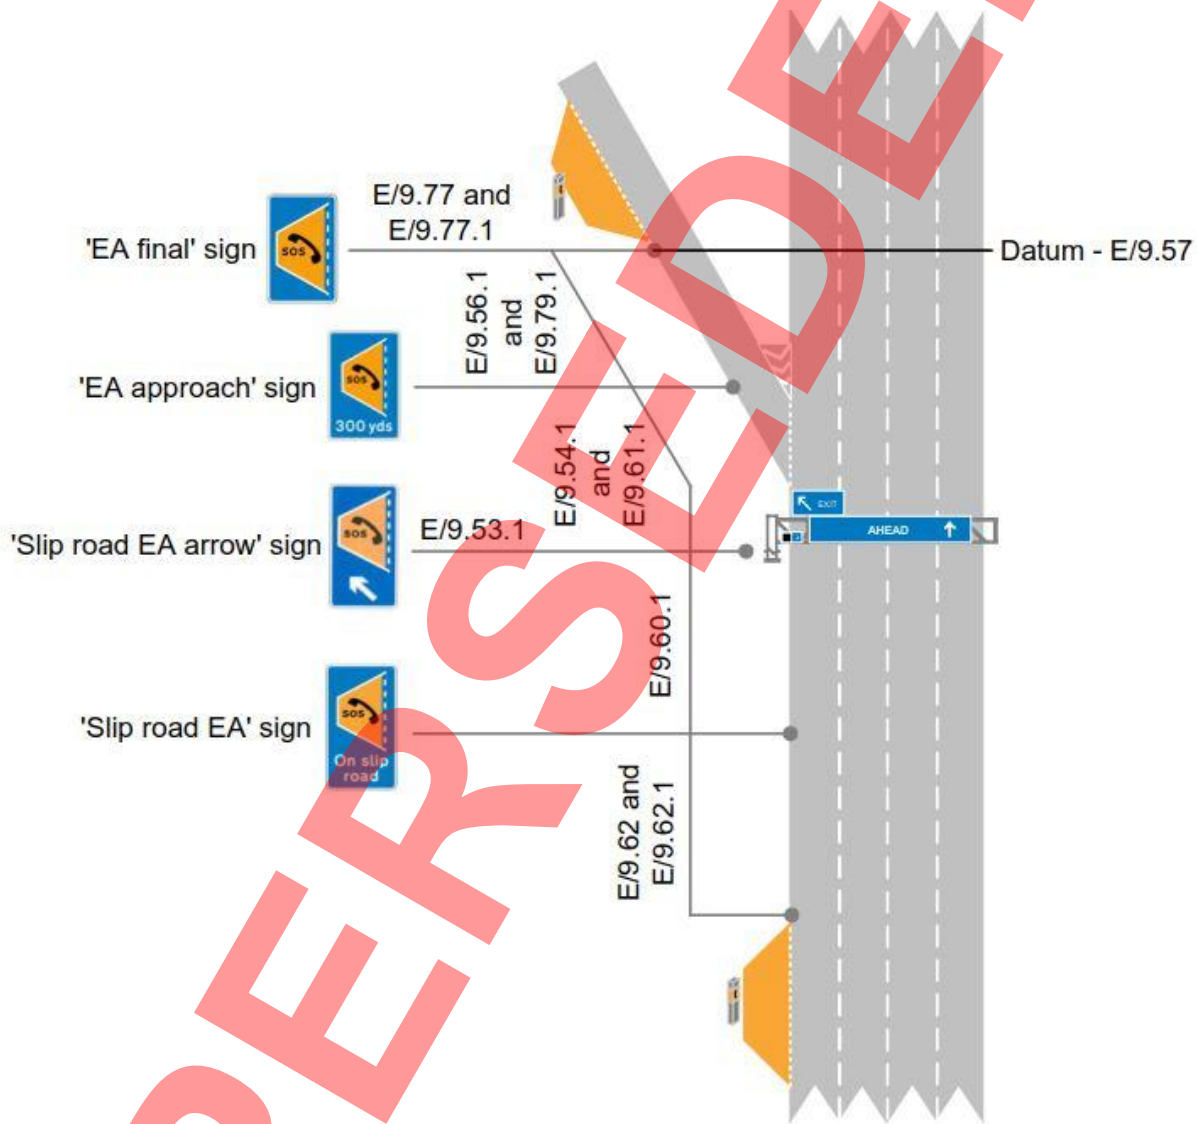 E/9.77 and
E/9.77.1
'EA final' sign
SOS
Datum - E/9.57
E/9.56.1
and
E/9.79.1
'EA approach' sign
SOS
300 yds
E/9.54.1
and
E/9.61.1
EXIT
AHEAD
'Slip road EA arrow' sign
SOS
E/9.53.1
E/9.60.1
'Slip road EA' sign
SOS
On slip
road
E/9.62 and
E/9.62.1
PERSEDE